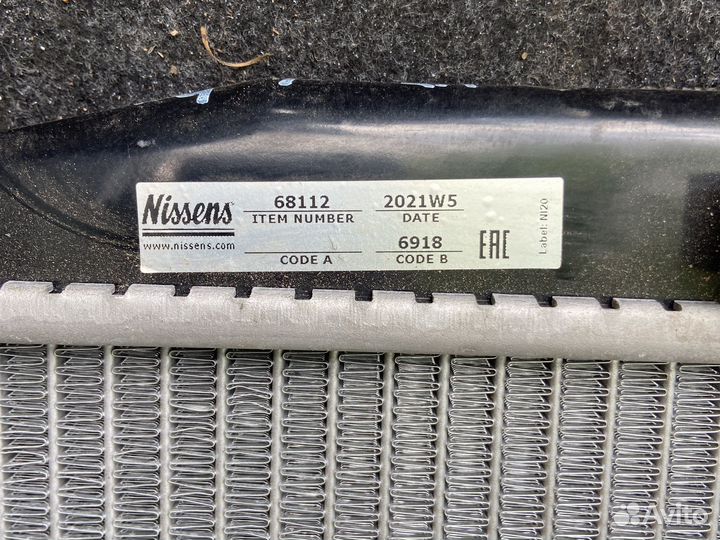 Nissens
www.nissens.com
68112
ITEM NUMBER
2021W5
DATE
CODE A
6918
CODE B
EAC
Label: NI20
Avito